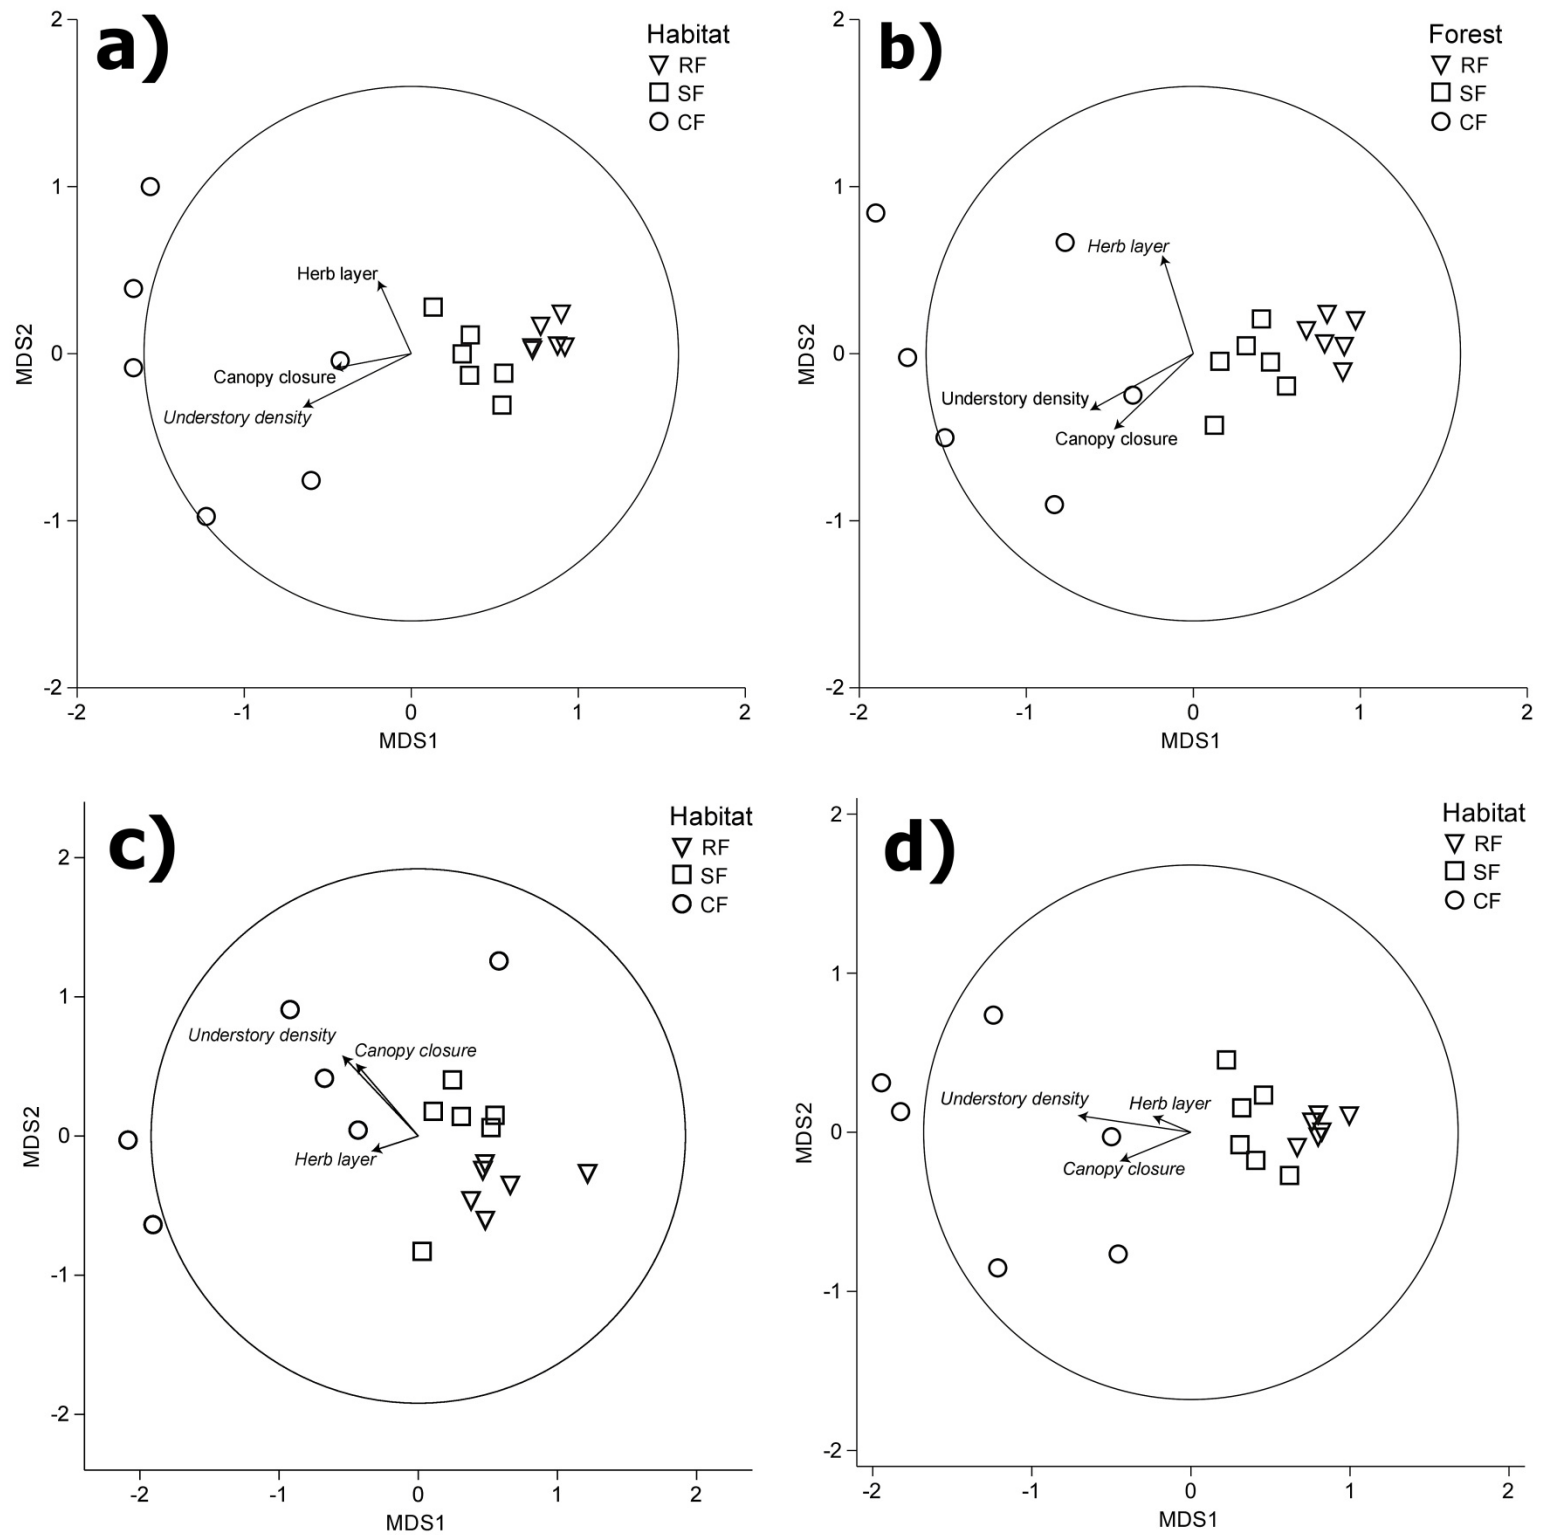 a)
Habitat
RF
SF
CF
2
1
0
-1
-2
MDS2
Herb layer
Canopy closure
Understory density
-2
-1
0
1
2
MDS1
b)
Forest
RF
SF
CF
2
1
0
-1
-2
MDS2
Herb layer
Understory density
Canopy closure
-2
-1
0
1
2
MDS1
c)
Habitat
RF
SF
CF
2
1
0
-1
-2
MDS2
Understory density
Canopy closure
Herb layer
-2
-1
0
1
2
MDS1
d)
Habitat
RF
SF
CF
2
1
0
-1
-2
MDS2
Understory density
Herb layer
Canopy closure
-2
-1
0
1
2
MDS1